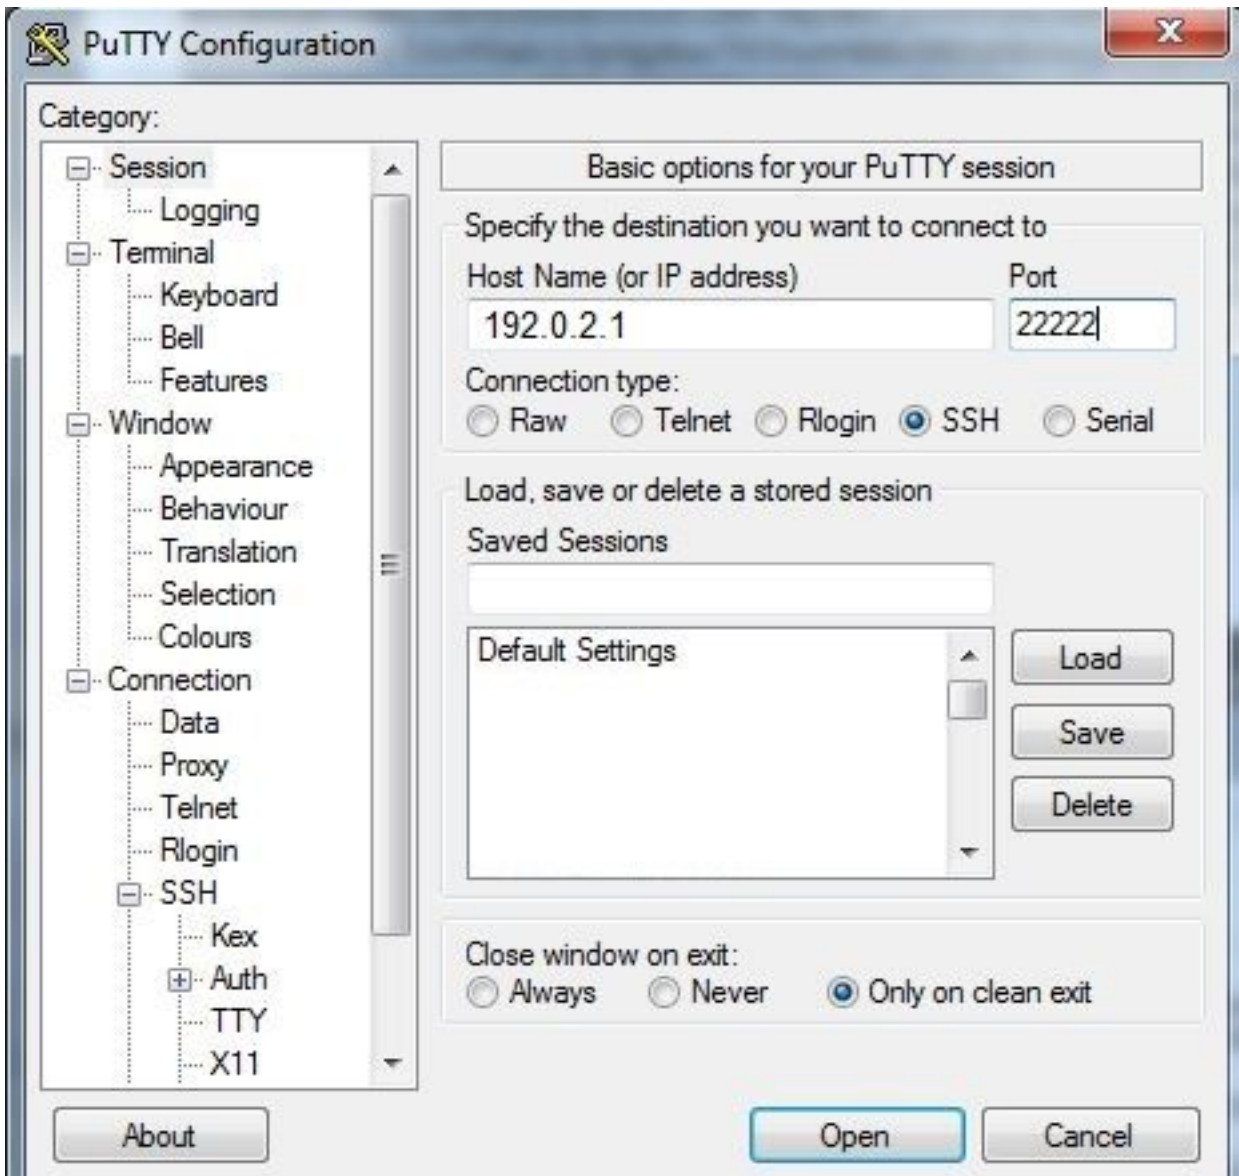 PuTTY Configuration
Category:
Session
Logging
Terminal
Keyboard
Bell
Features
Window
Appearance
Behaviour
Translation
Selection
Colours
Connection
Data
Proxy
Telnet
Rlogin
SSH
Kex
Auth
TTY
X11
Basic options for your PuTTY session
Specify the destination you want to connect to
Host Name (or IP address) Port
192.0.2.1 22222
Connection type:
Raw Telnet Rlogin SSH Serial
Load, save or delete a stored session
Saved Sessions
Default Settings
Load
Save
Delete
Close window on exit:
Always Never Only on clean exit
About Open Cancel